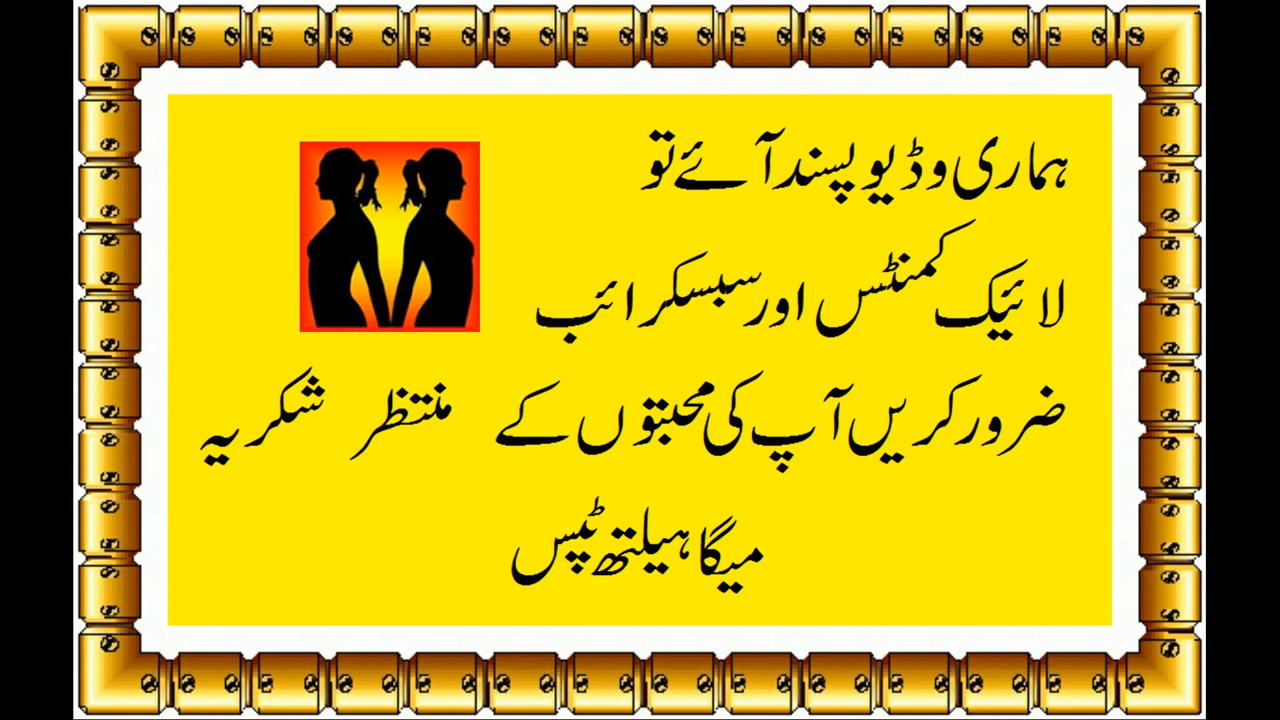 ہماری وڈیو پسند آئے تو
لائیک کمنٹس اور سبسکرائب
ضرور کریں آپ کی محبتوں کے منتظر شکریہ
میگا ہیلتھ ٹپس